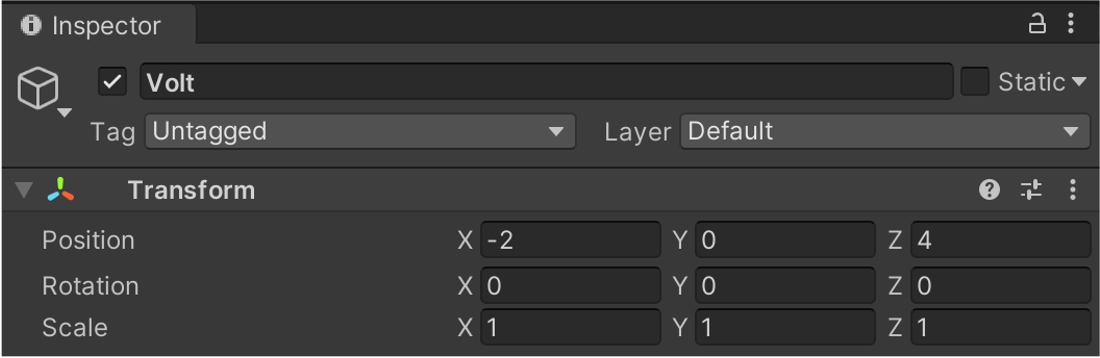 Inspector
Volt Static
Tag Untagged Layer Default
Transform
Position X -2 Y 0 Z 4
Rotation X 0 Y 0 Z 0
Scale X 1 Y 1 Z 1